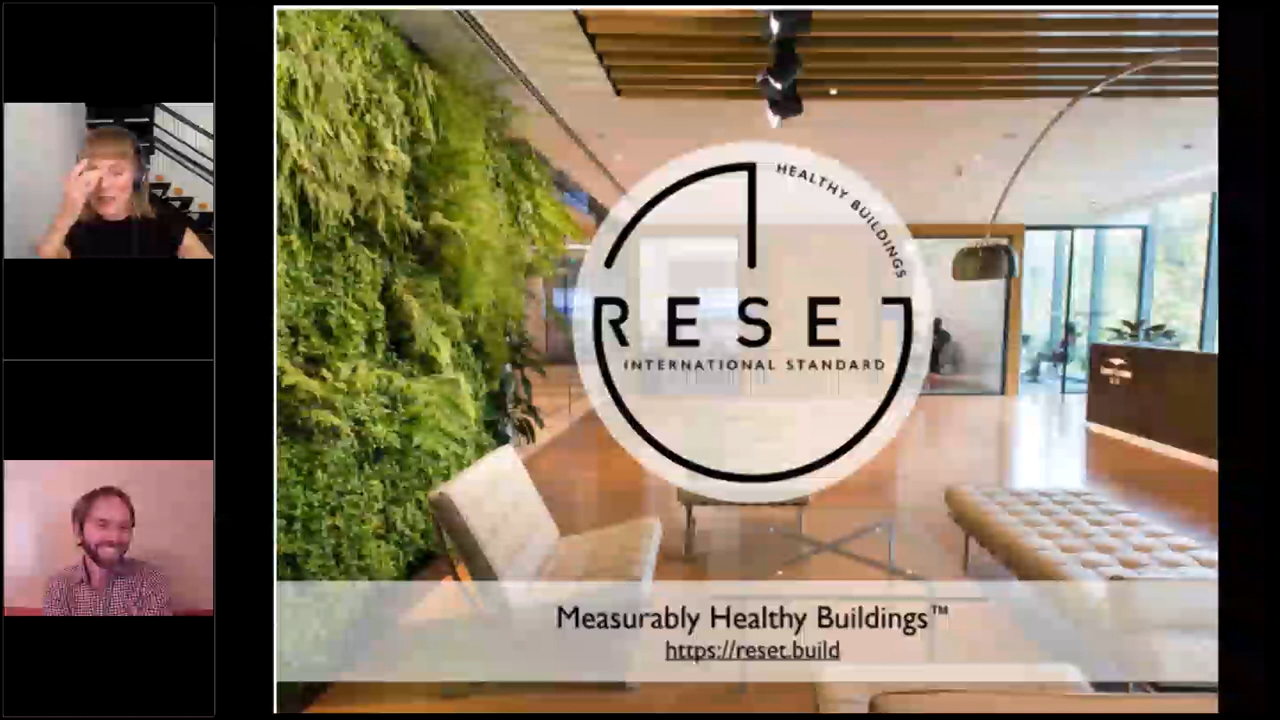 HEALTHY BUILDINGS
RESET
INTERNATIONAL STANDARD
Measurably Healthy Buildings™
https://reset.build